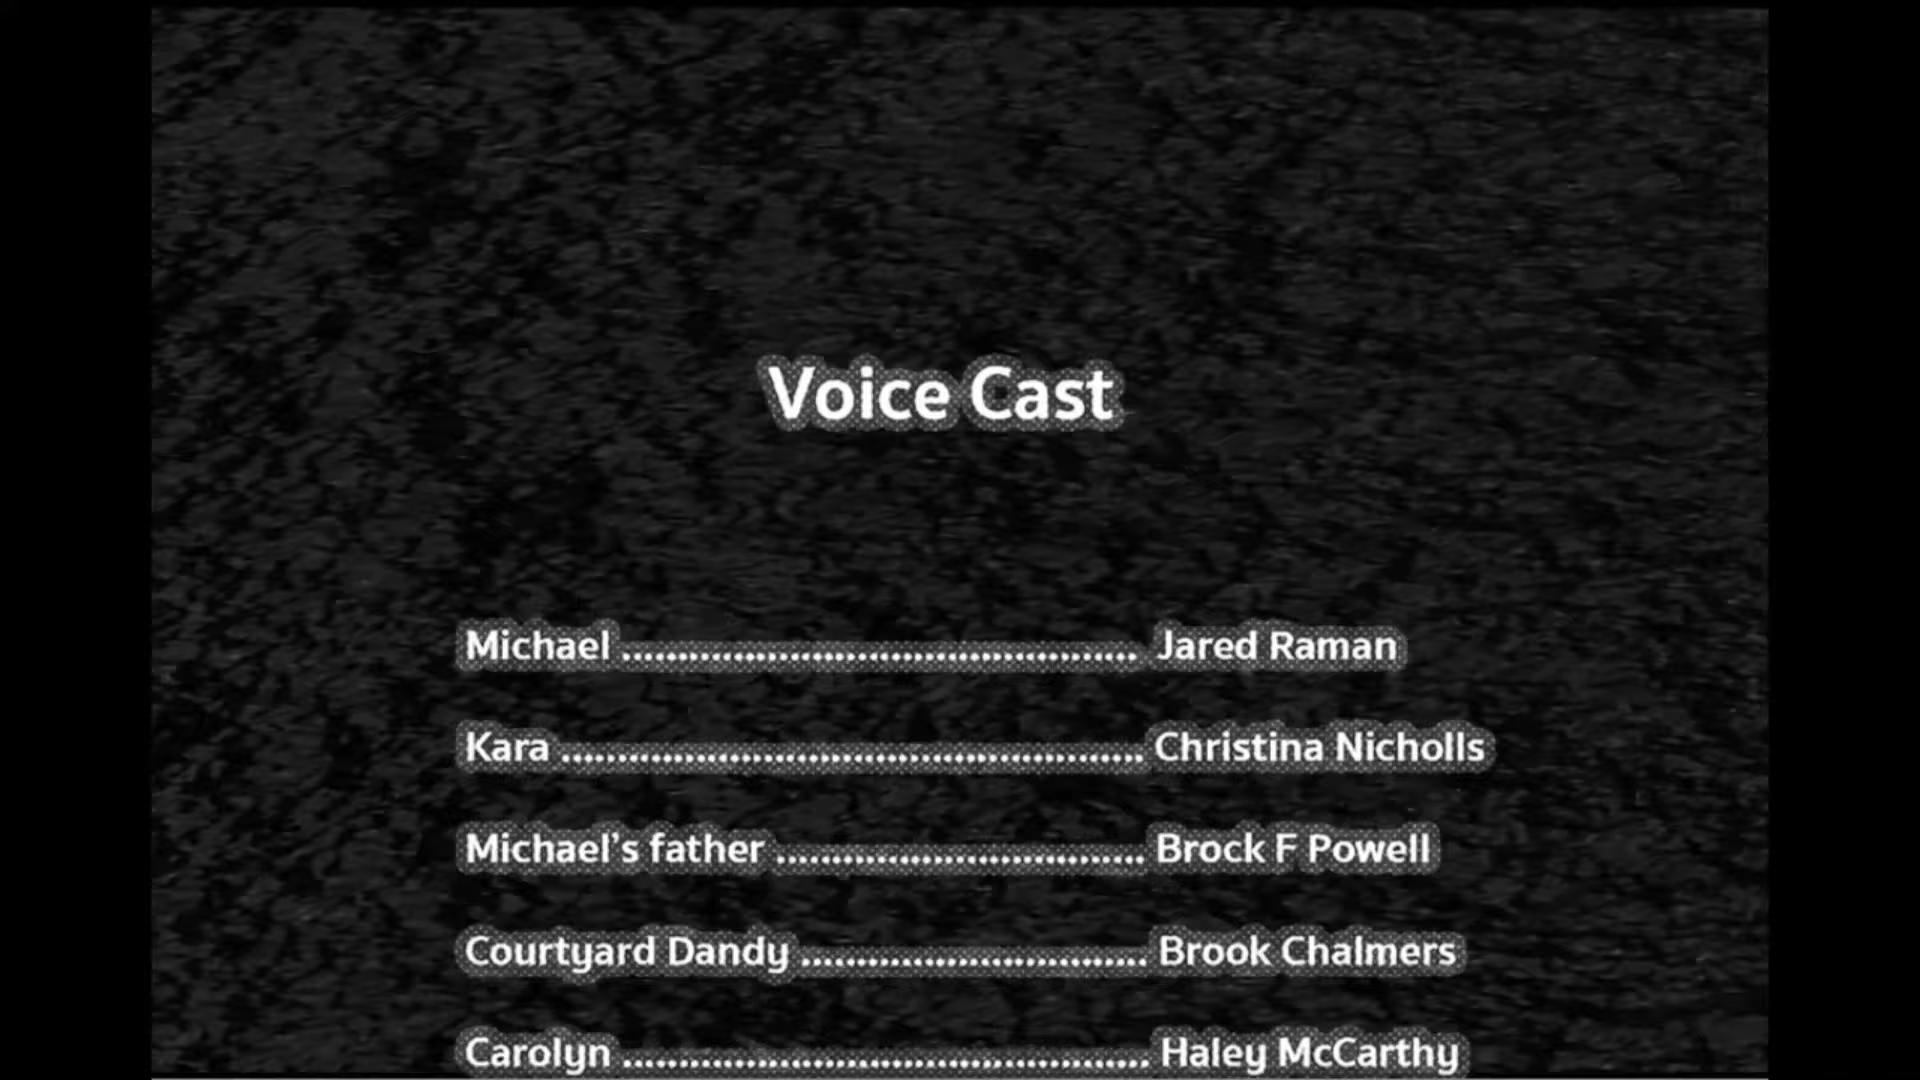 Voice Cast
Michael .............................................. Jared Raman
Kara .................................................... Christina Nicholls
Michael's father ................................. Brock F Powell
Courtyard Dandy ............................... Brook Chalmers
Carolyn ............................................... Haley McCarthy